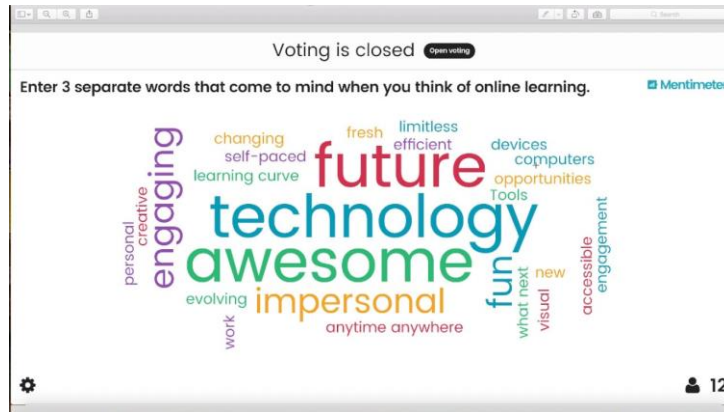 Search
Voting is closed Open voting
Enter 3 separate words that come to mind when you think of online learning.
Mentimete
changing
fresh
limitless
efficient
devices
computers
self-paced
future
learning curve
opportunities
Tools
engaging
creative
personal
technology
awesome
fun
what next
new
visual
accessible
engagement
evolving
impersonal
work
anytime anywhere
12